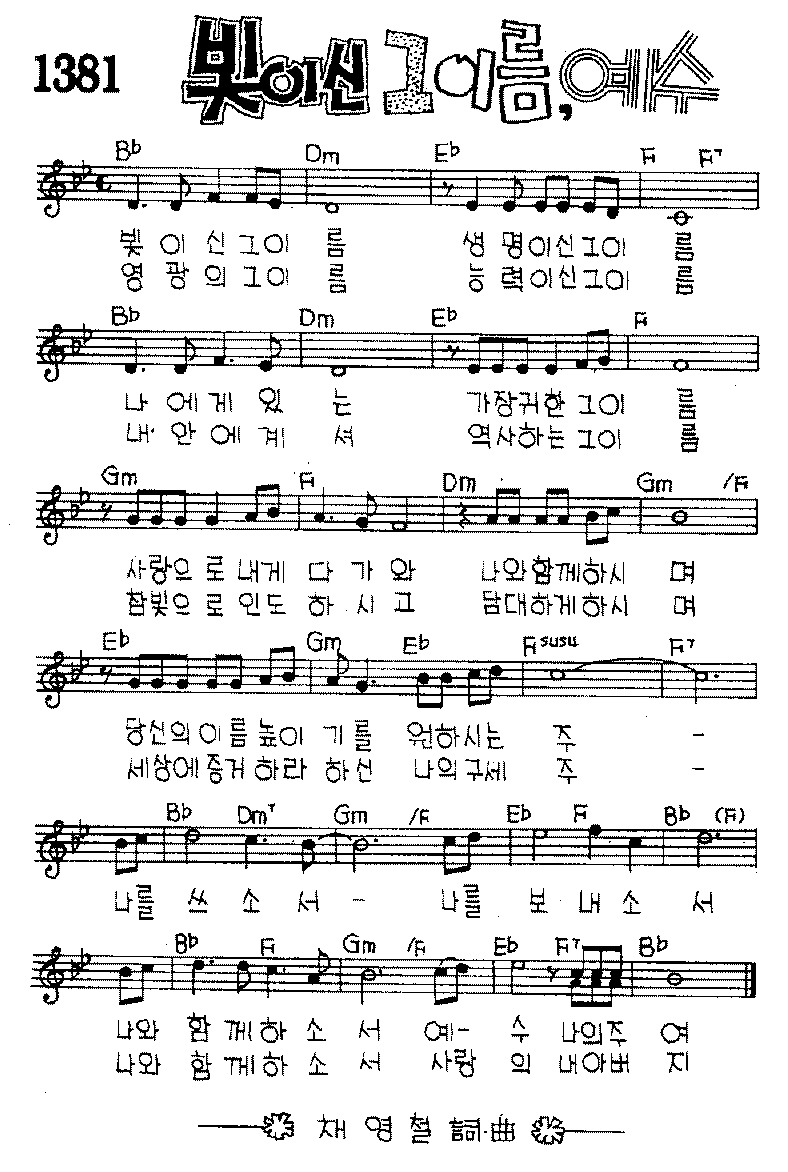 1381 빛이신 그 이름, 예수
Bb Dm Eb F F7
빛 이 신 그 이 름 생 명 이 신 그 이 름
영 광 의 그 이 름 능 력 이 신 그 이 름
Bb Dm Eb F
나 에 게 있 는 가 장 귀 한 그 이 름
내 안 에 계 셔 역 사 하 는 그 이 름
Gm F Dm Gm /F
사 랑 으 로 내 게 다 가 와 나 와 함 께 하 시 며
참 빛 으 로 인 도 하 시 고 담 대 하 게 하 시 며
Eb Gm Eb Fsusu F7
당 신 의 이 름 높 이 기 를 원 하 시 는 주 -
세 상 에 증 거 하 라 하 신 나 의 구 세 주 -
Bb Dm7 Gm /F Eb F Bb (F)
나 를 쓰 소 서 - 나 를 보 내 소 서
Bb F Gm /F Eb F7 Bb
나 와 함 께 하 소 서 예 - 수 나 의 주 여
나 와 함 께 하 소 서 사 랑 의 내 아 버 지
채 영 철 詞·曲